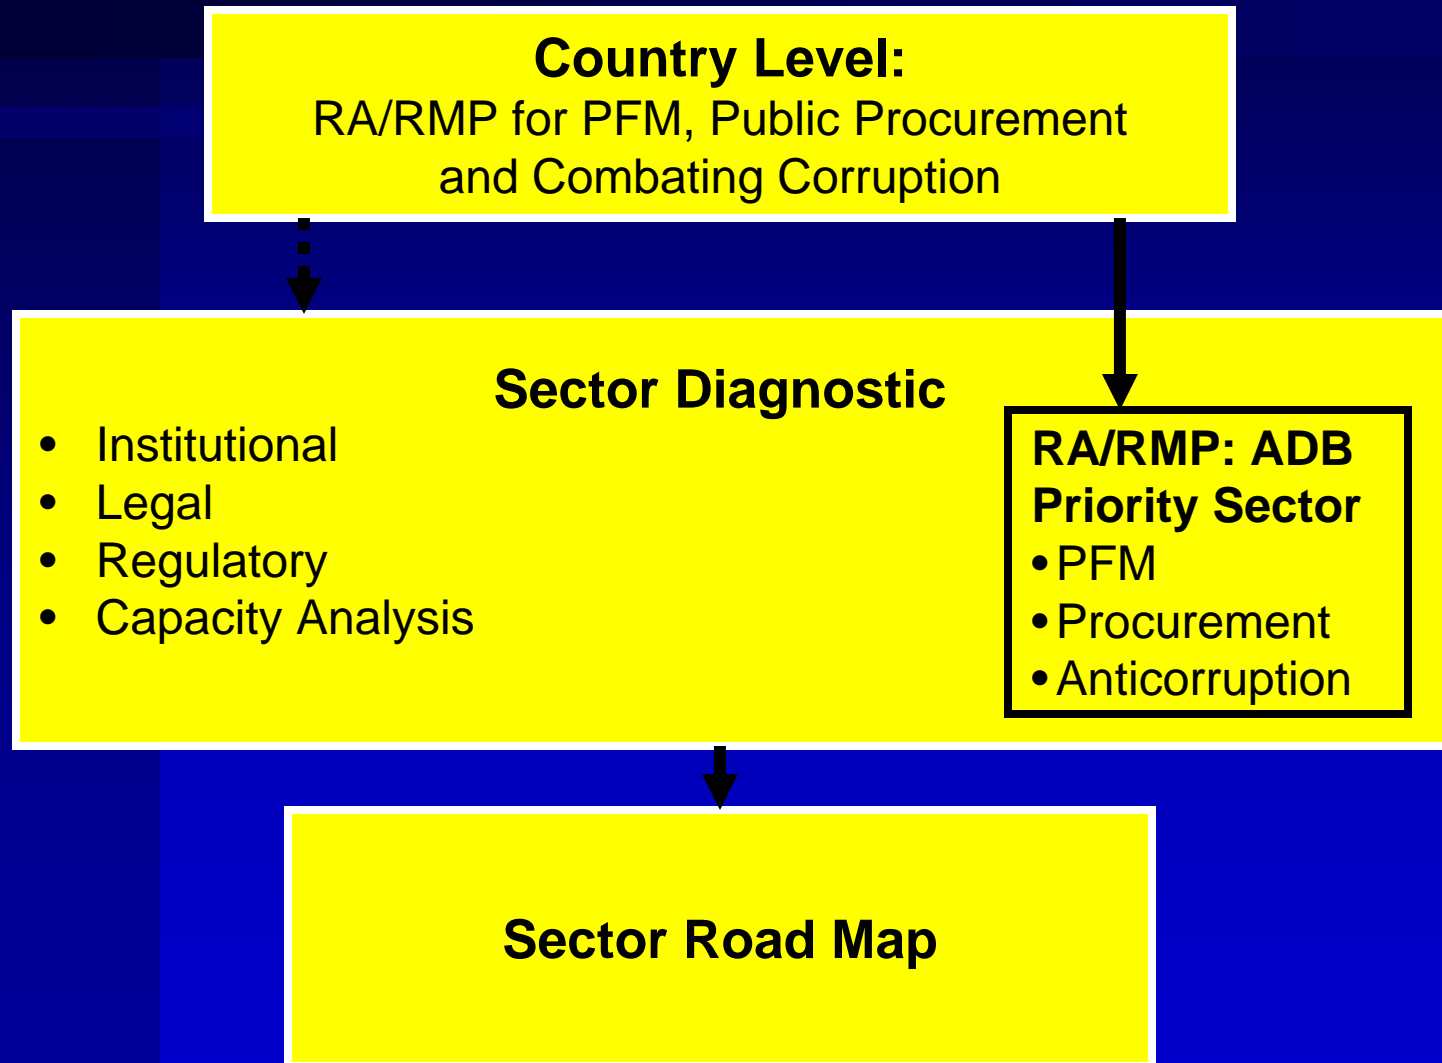 Country Level:
RA/RMP for PFM, Public Procurement
and Combating Corruption
Sector Diagnostic
• Institutional
• Legal
• Regulatory
• Capacity Analysis
RA/RMP: ADB
Priority Sector
• PFM
• Procurement
• Anticorruption
Sector Road Map